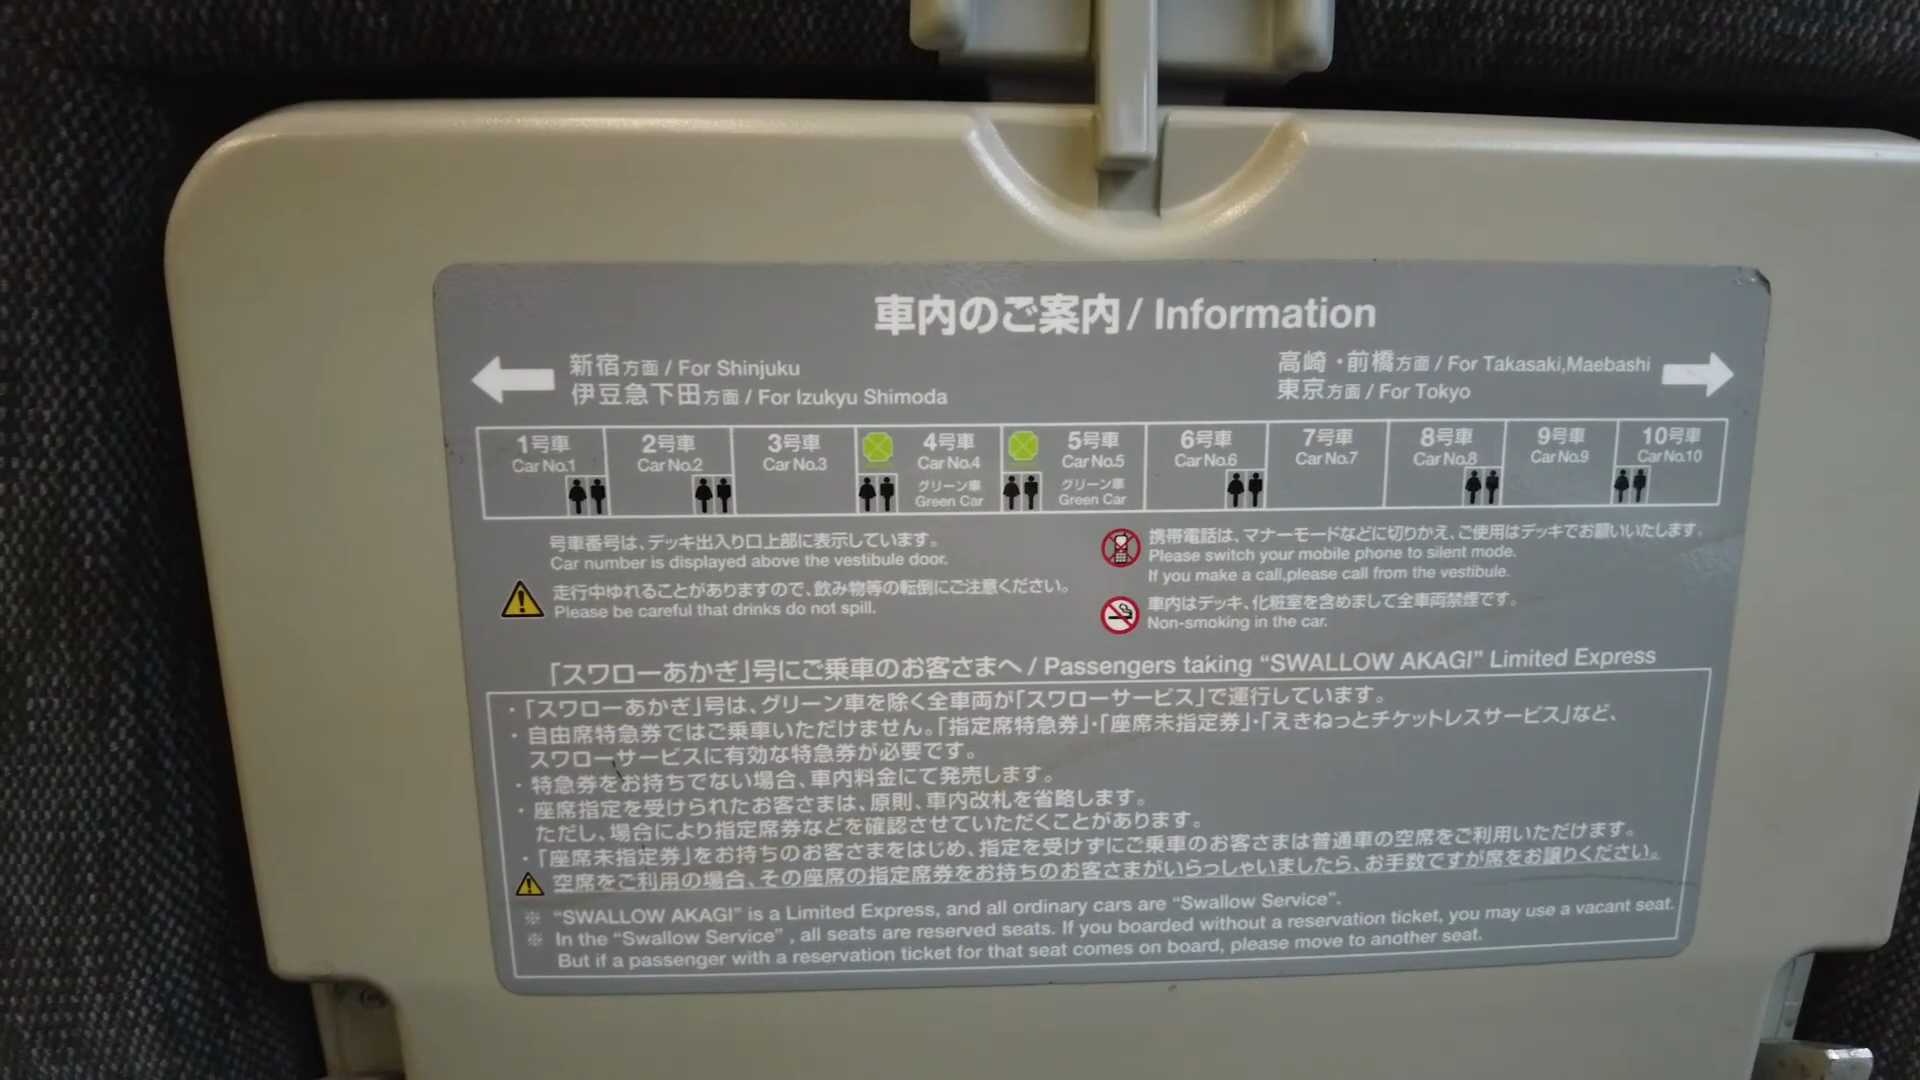 車内のご案内 / Information
新宿方面 / For Shinjuku
伊豆急下田方面 / For Izukyu Shimoda
高崎・前橋方面 / For Takasaki,Maebashi
東京方面 / For Tokyo
1号車 2号車 3号車 4号車 5号車 6号車 7号車 8号車 9号車 10号車
Car No.1 Car No.2 Car No.3 Car No.4 Car No.5 Car No.6 Car No.7 Car No.8 Car No.9 Car No.10
グリーン車 グリーン車
Green Car Green Car
号車番号は、デッキ出入り口上部に表示しています。
Car number is displayed above the vestibule door.
走行中ゆれることがありますので、飲み物等の転倒にご注意ください。
Please be careful that drinks do not spill.
携帯電話は、マナーモードなどに切りかえ、ご使用はデッキでお願いいたします。
Please switch your mobile phone to silent mode.
If you make a call,please call from the vestibule.
車内はデッキ、化粧室を含めまして全車両禁煙です。
Non-smoking in the car.
「スワローあかぎ」号にご乗車のお客さまへ / Passengers taking “SWALLOW AKAGI” Limited Express
・「スワローあかぎ」号は、グリーン車を除く全車両が「スワローサービス」で運行しています。
・自由席特急券ではご乗車いただけません。「指定席特急券」・「座席未指定券」・「えきねっとチケットレスサービス」など、
スワローサービスに有効な特急券が必要です。
・特急券をお持ちでない場合、車内料金にて発売します。
・座席指定を受けられたお客さまは、原則、車内改札を省略します。
ただし、場合により指定席券などを確認させていただくことがあります。
・「座席未指定券」をお持ちのお客さまをはじめ、指定を受けずにご乗車のお客さまは普通車の空席をご利用いただけます。
空席をご利用の場合、その座席の指定席券をお持ちのお客さまがいらっしゃいましたら、お手数ですが席をお譲りください。
※ “SWALLOW AKAGI” is a Limited Express, and all ordinary cars are “Swallow Service”.
※ In the “Swallow Service” , all seats are reserved seats. If you boarded without a reservation ticket, you may use a vacant seat.
But if a passenger with a reservation ticket for that seat comes on board, please move to another seat.